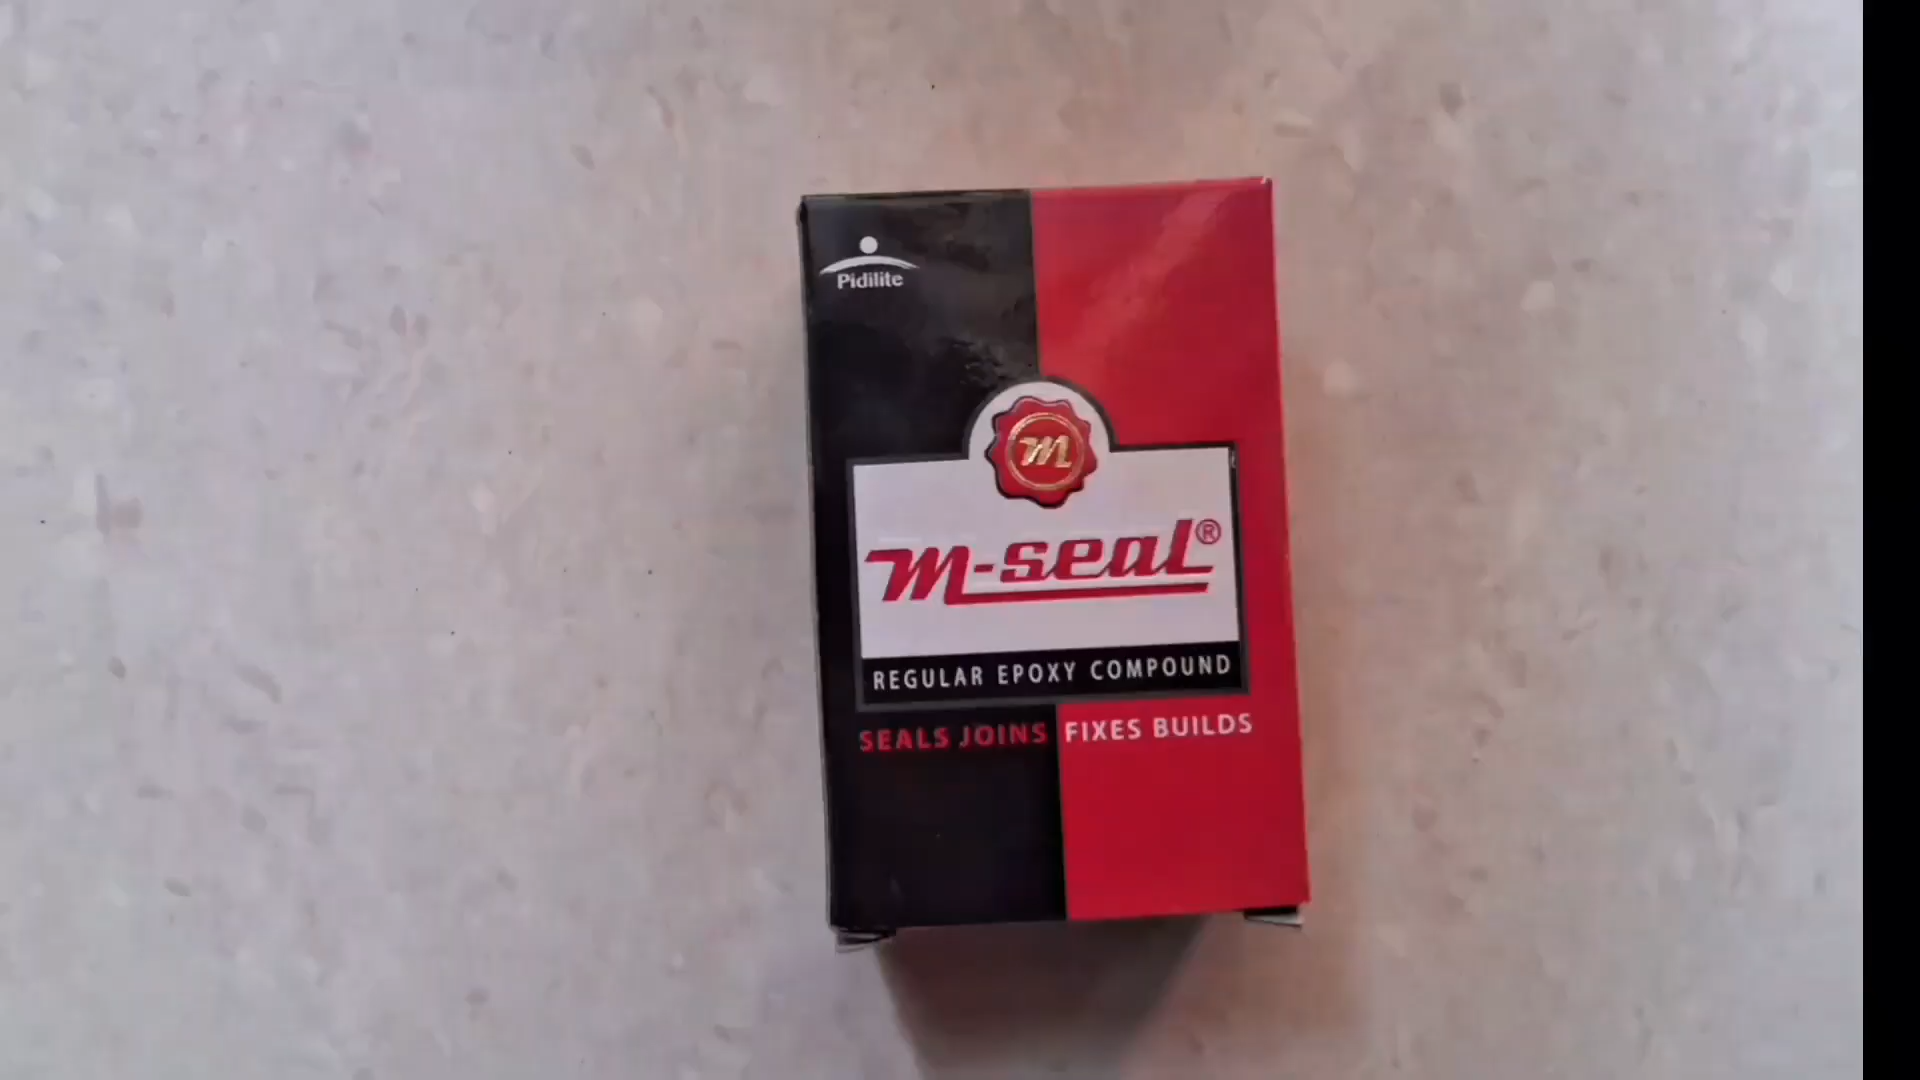 Pidilite
m
m-seal®
REGULAR EPOXY COMPOUND
SEALS JOINS FIXES BUILDS